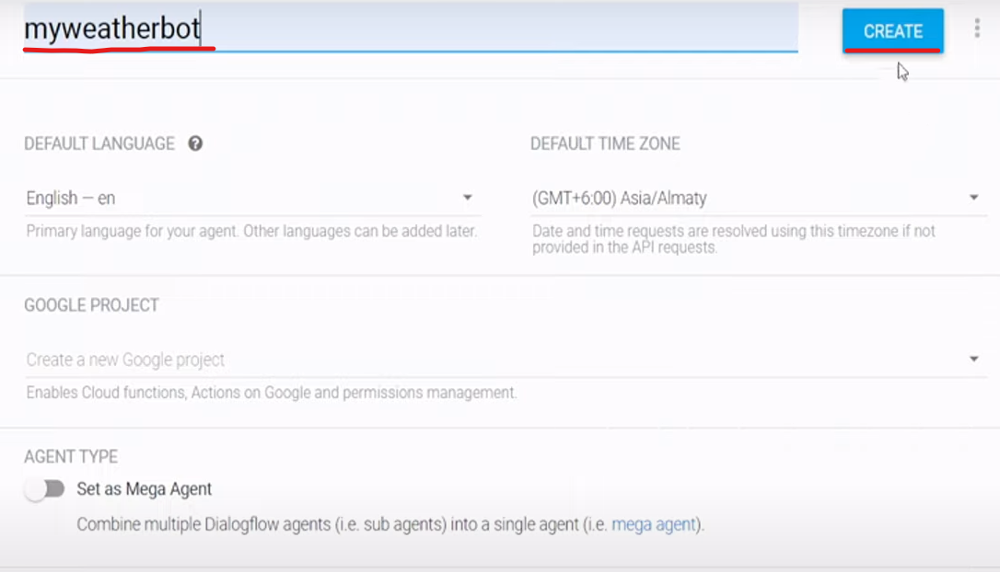 myweatherbot
CREATE
DEFAULT LANGUAGE
DEFAULT TIME ZONE
English – en
(GMT+6:00) Asia/Almaty
Primary language for your agent. Other languages can be added later.
Date and time requests are resolved using this timezone if not
provided in the API requests.
GOOGLE PROJECT
Create a new Google project
Enables Cloud functions, Actions on Google and permissions management.
AGENT TYPE
Set as Mega Agent
Combine multiple Dialogflow agents (i.e. sub agents) into a single agent (i.e. mega agent).